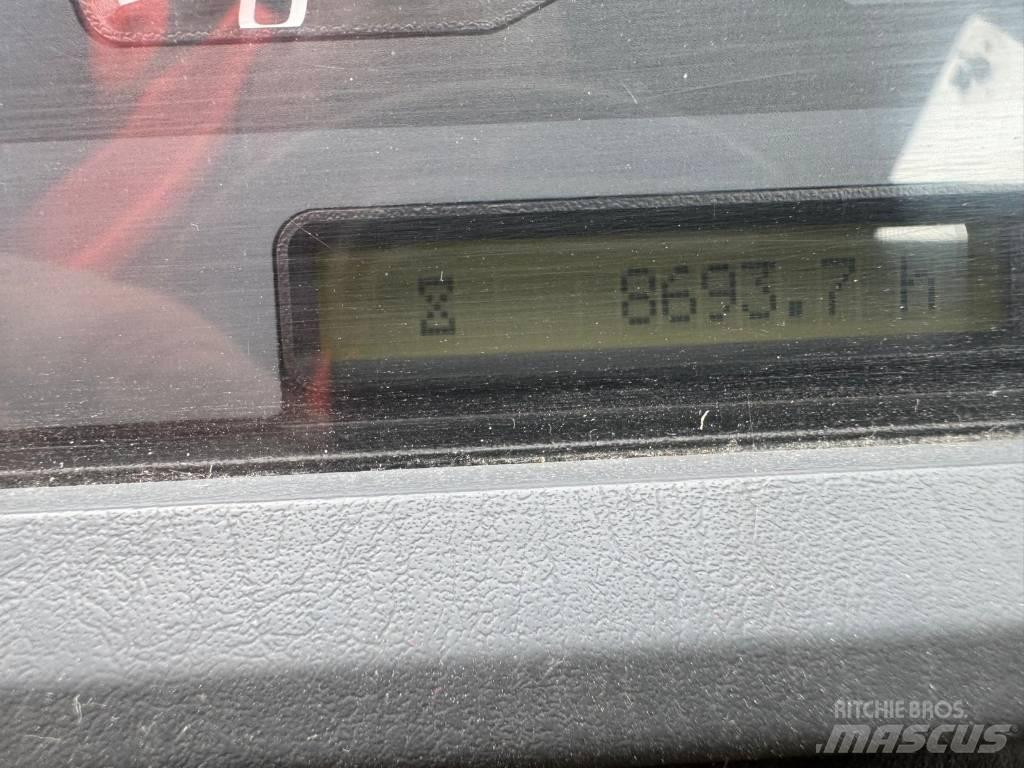 8693.7 h
RITCHIE BROS.
MASCUS